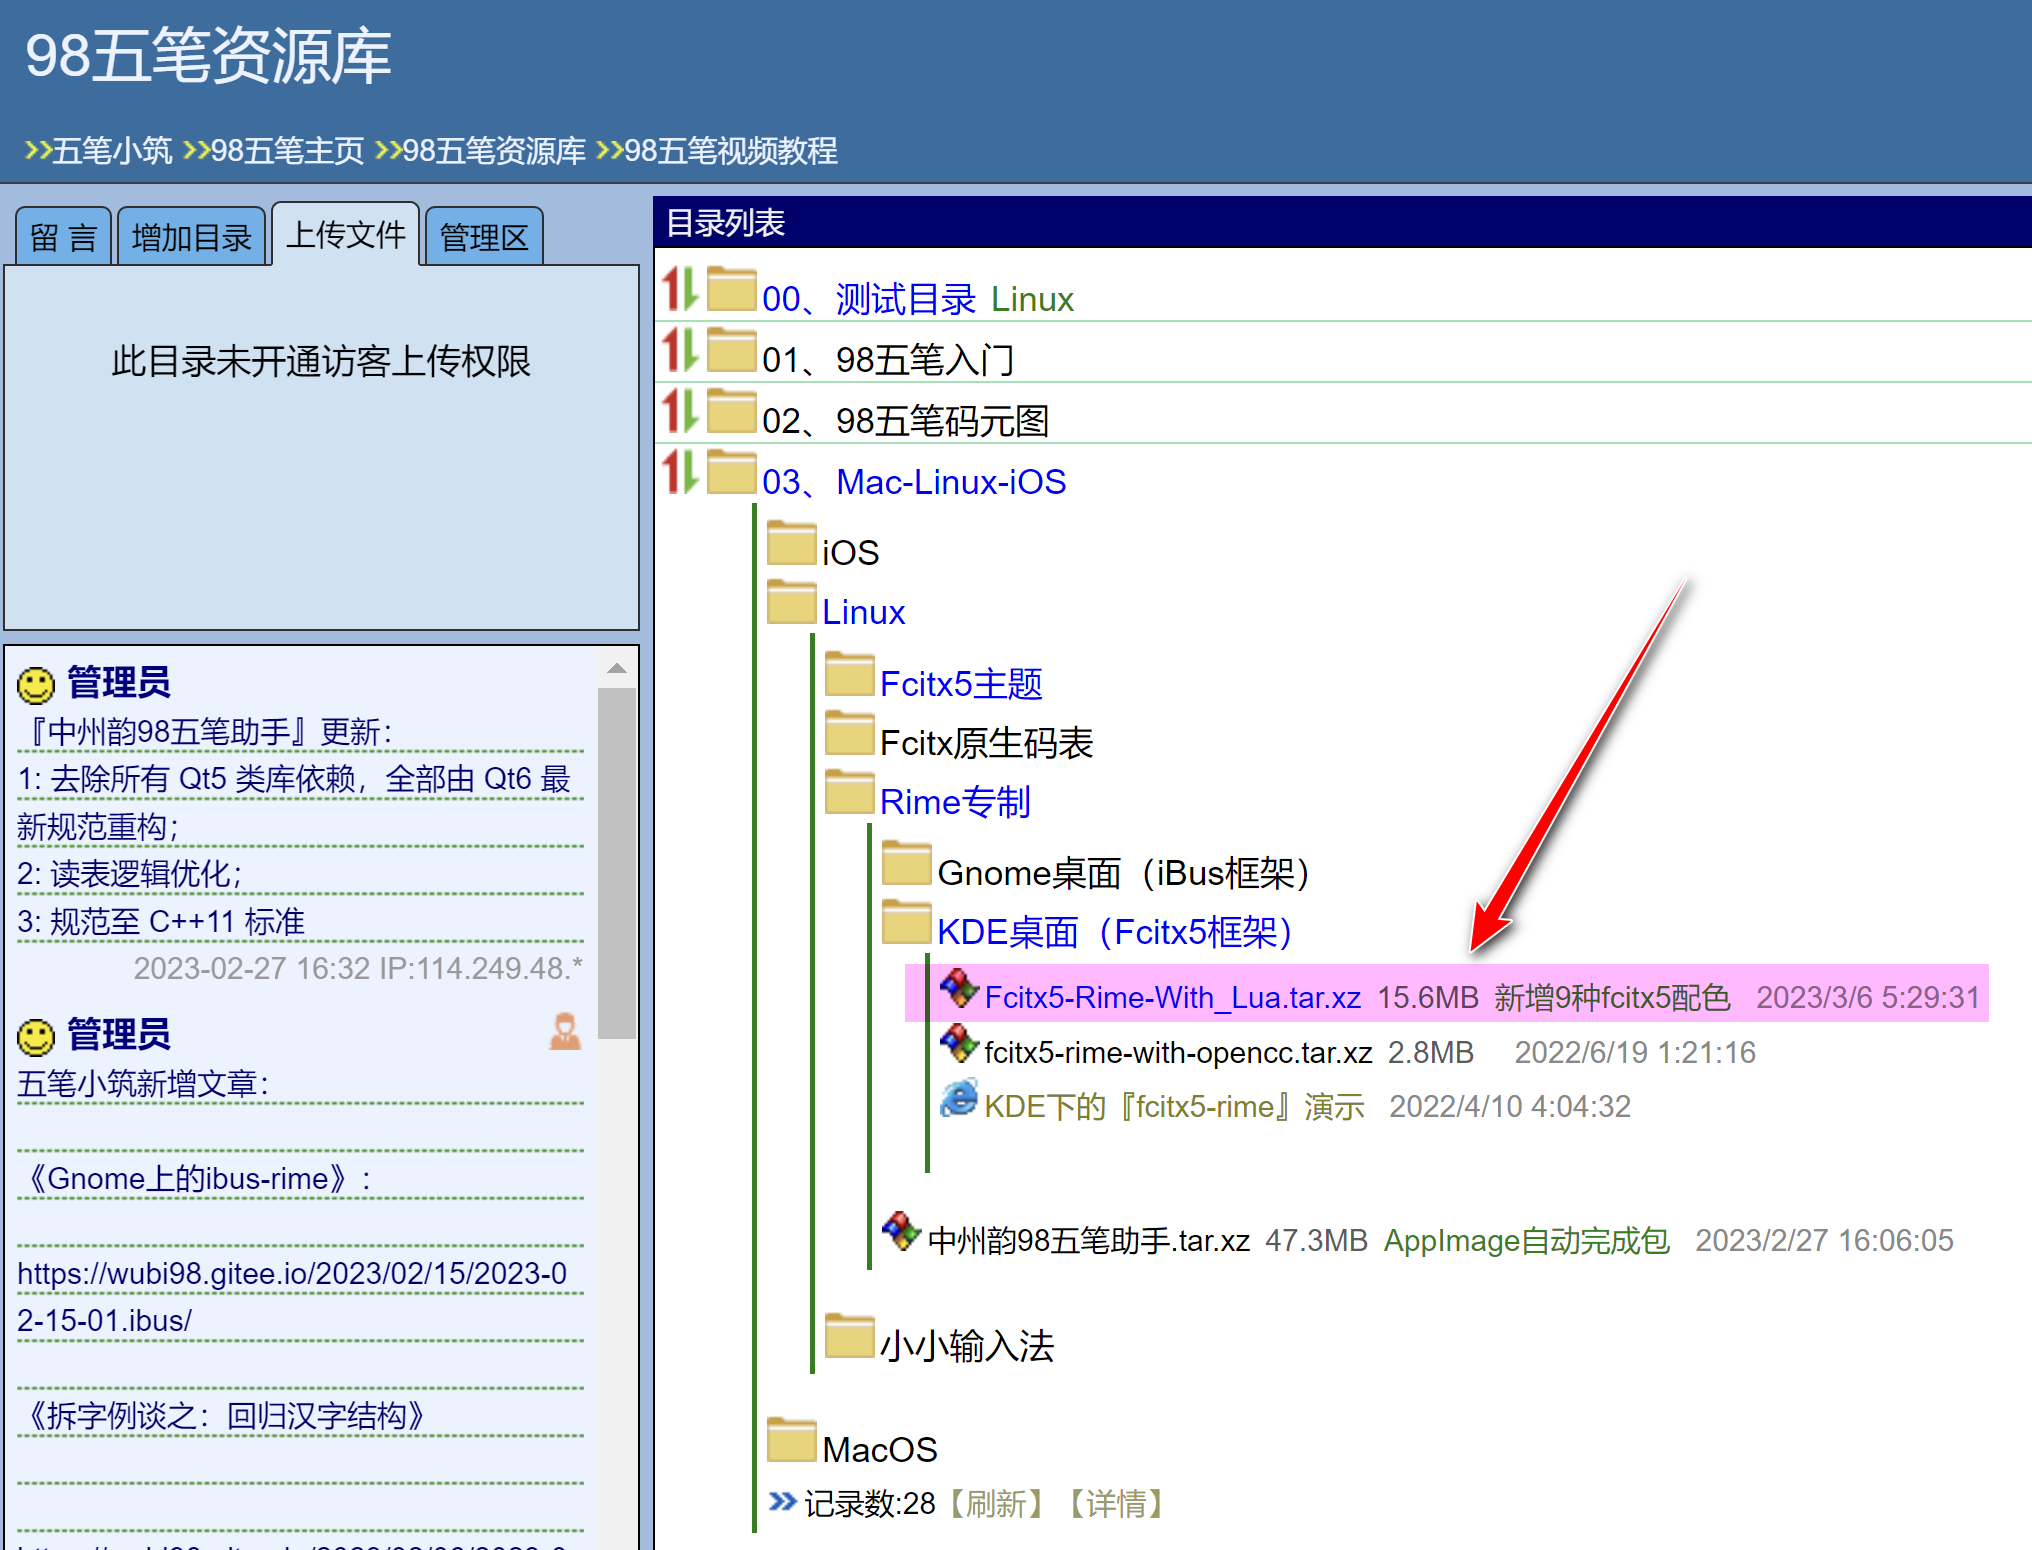 98五笔资源库
>>五笔小筑 >>98五笔主页 >>98五笔资源库 >>98五笔视频教程
留 言 增加目录 上传文件 管理区
此目录未开通访客上传权限
管理员
『中州韵98五笔助手』更新：
1: 去除所有 Qt5 类库依赖，全部由 Qt6 最
新规范重构；
2: 读表逻辑优化；
3: 规范至 C++11 标准
2023-02-27 16:32 IP:114.249.48.*
管理员
五笔小筑新增文章：
《Gnome上的ibus-rime》：
https://wubi98.gitee.io/2023/02/15/2023-0
2-15-01.ibus/
《拆字例谈之：回归汉字结构》
目录列表
00、测试目录 Linux
01、98五笔入门
02、98五笔码元图
03、Mac-Linux-iOS
iOS
Linux
Fcitx5主题
Fcitx原生码表
Rime专制
Gnome桌面（iBus框架）
KDE桌面（Fcitx5框架）
Fcitx5-Rime-With_Lua.tar.xz 15.6MB 新增9种fcitx5配色 2023/3/6 5:29:31
fcitx5-rime-with-opencc.tar.xz 2.8MB 2022/6/19 1:21:16
KDE下的『fcitx5-rime』演示 2022/4/10 4:04:32
中州韵98五笔助手.tar.xz 47.3MB AppImage自动完成包 2023/2/27 16:06:05
小小输入法
MacOS
记录数:28【刷新】【详情】